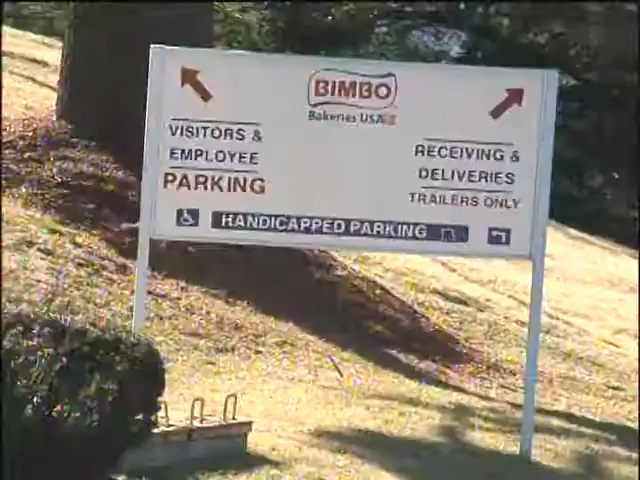 BIMBO
Bakeries USA
VISITORS &
EMPLOYEE
PARKING
RECEIVING &
DELIVERIES
TRAILERS ONLY
HANDICAPPED PARKING